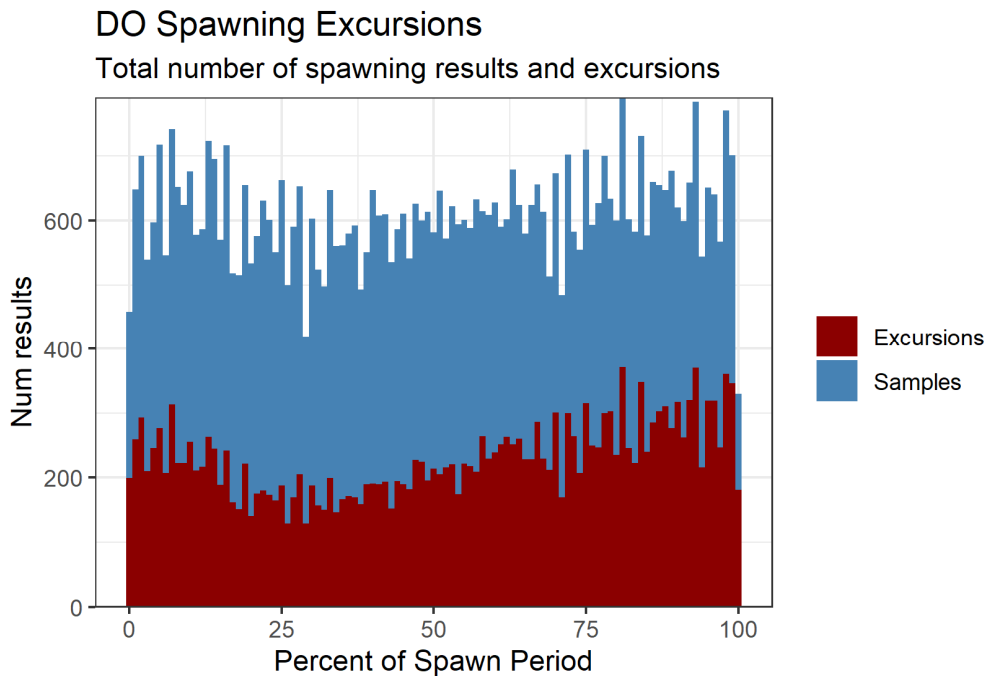 DO Spawning Excursions
Total number of spawning results and excursions
Num results
600
400
200
0
0 25 50 75 100
Percent of Spawn Period
Excursions
Samples